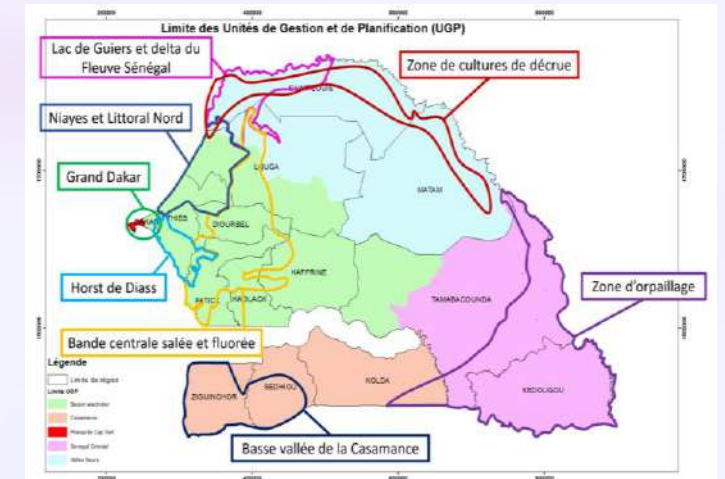 Limite des Unités de Gestion et de Planification (UGP)
Lac de Guiers et delta du
Fleuve Sénégal
Zone de cultures de décrue
Niayes et Littoral Nord
Grand Dakar
LOUGA
MATAM
THIES
DIOURBEL
Horst de Diass
FATICK
KAOLACK
KAFFRINE
TAMBACOUNDA
Zone d'orpaillage
Bande centrale salée et fluorée
Légende
Limite de région
Limite UGP
Casamance
Sénégal Oriental
ZIGUINCHOR
SEDHIOU
KOLDA
KEDOUGOU
Basse vallée de la Casamance